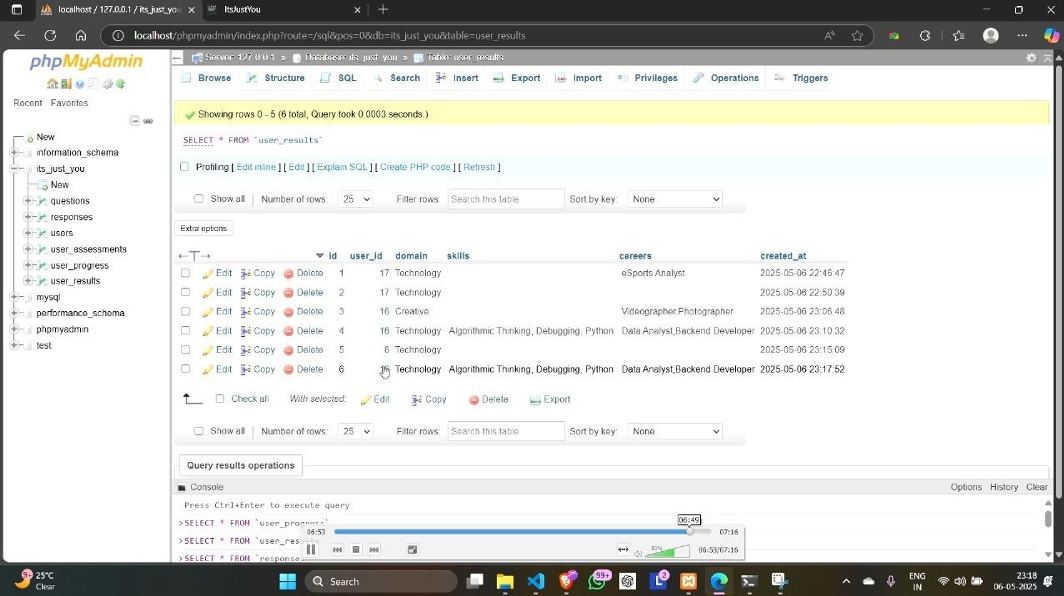 localhost / 127.0.0.1 / its_just_you
ItsJustYou
localhost/phpmyadmin/index.php?route=/sql&pos=0&db=its_just_you&table=user_results
phpMyAdmin
Recent Favorites
New
information_schema
its_just_you
New
questions
responses
users
user_assessments
user_progress
user_results
mysql
performance_schema
phpmyadmin
test
Server: 127.0.0.1 » Database: its_just_you » Table: user_results
Browse Structure SQL Search Insert Export Import Privileges Operations Triggers
Showing rows 0 - 5 (6 total, Query took 0.0003 seconds.)
SELECT * FROM `user_results`
Profiling [ Edit inline ] [ Edit ] [ Explain SQL ] [ Create PHP code ] [ Refresh ]
Show all Number of rows: 25 Filter rows: Search this table Sort by key: None
Extra options
id user_id domain skills careers created_at
Edit Copy Delete 1 17 Technology eSports Analyst 2025-05-06 22:46:47
Edit Copy Delete 2 17 Technology 2025-05-06 22:50:39
Edit Copy Delete 3 16 Creative Videographer Photographer 2025-05-06 23:06:48
Edit Copy Delete 4 16 Technology Algorithmic Thinking, Debugging, Python Data Analyst,Backend Developer 2025-05-06 23:10:32
Edit Copy Delete 5 8 Technology 2025-05-06 23:15:09
Edit Copy Delete 6 Technology Algorithmic Thinking, Debugging, Python Data Analyst,Backend Developer 2025-05-06 23:17:52
Check all With selected: Edit Copy Delete Export
Show all Number of rows: 25 Filter rows: Search this table Sort by key: None
Query results operations
Console Options History Clear
Press Ctrl+Enter to execute query
>SELECT * FROM `user_progress`
>SELECT * FROM `user_res
>SELECT * FROM `response
06:49
06:53 07:16
80% 06:53/07:16
25°C
Clear
Search
99+
2
ENG
IN
23:18
06-05-2025